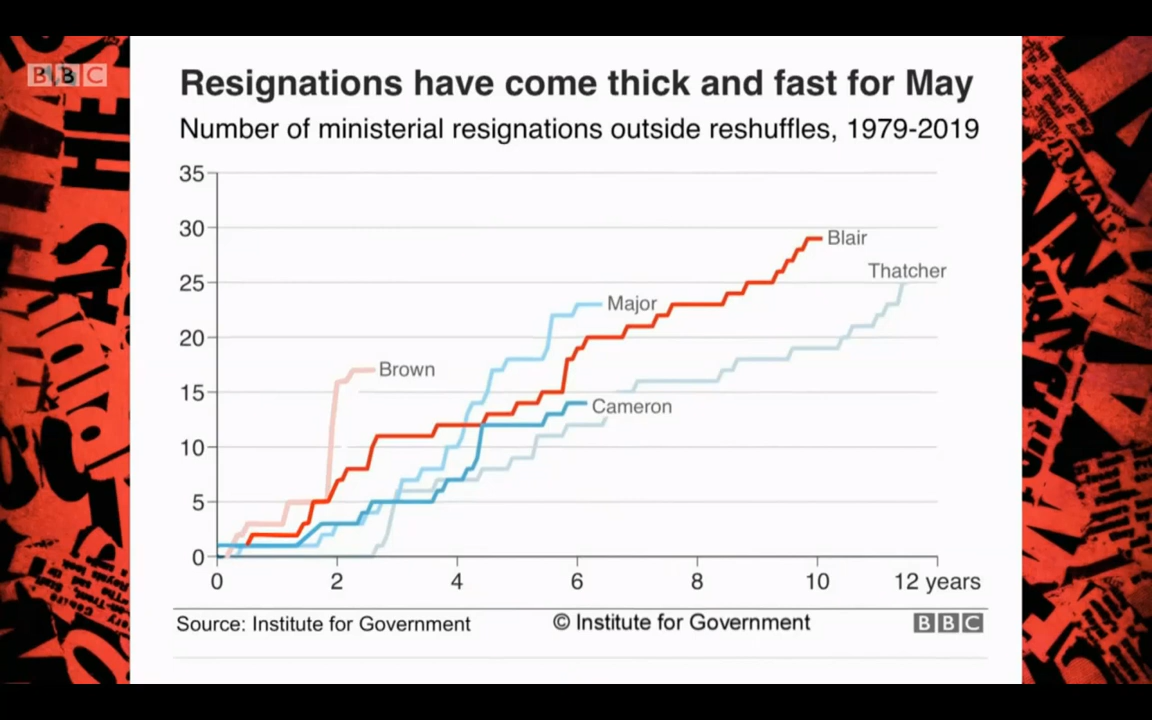 BBC
Resignations have come thick and fast for May
Number of ministerial resignations outside reshuffles, 1979-2019
35
30
25
20
15
10
5
0
Blair
Thatcher
Major
Brown
Cameron
0 2 4 6 8 10 12 years
Source: Institute for Government © Institute for Government BBC
AS HE